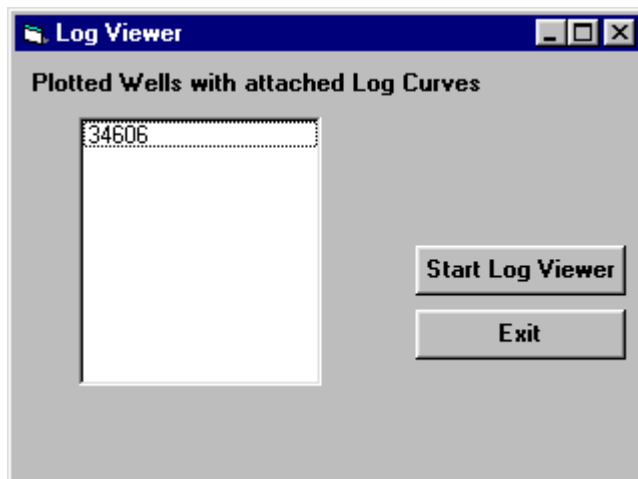 Log Viewer
Plotted Wells with attached Log Curves
34606
Start Log Viewer
Exit